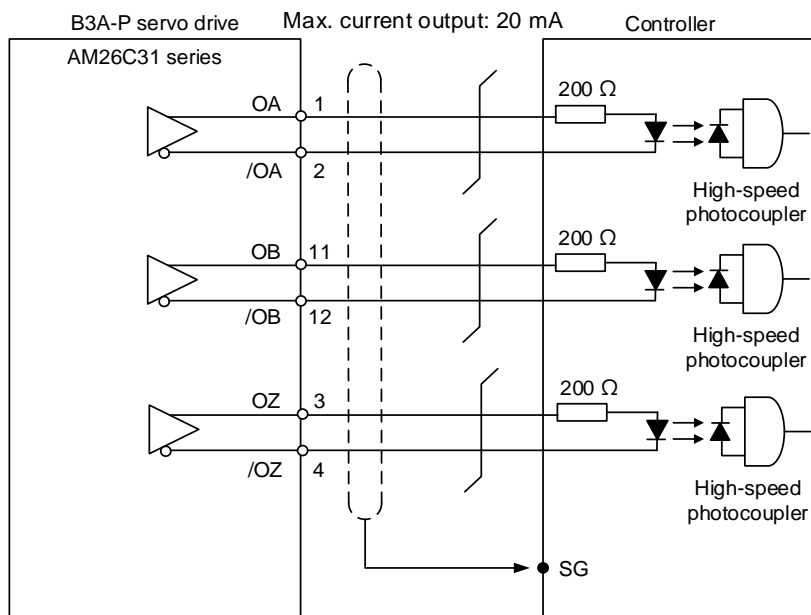 B3A-P servo drive
Max. current output: 20 mA
Controller
AM26C31 series
OA
1
200 Ω
/OA
2
High-speed
photocoupler
OB
11
200 Ω
/OB
12
High-speed
photocoupler
OZ
3
200 Ω
/OZ
4
High-speed
photocoupler
SG